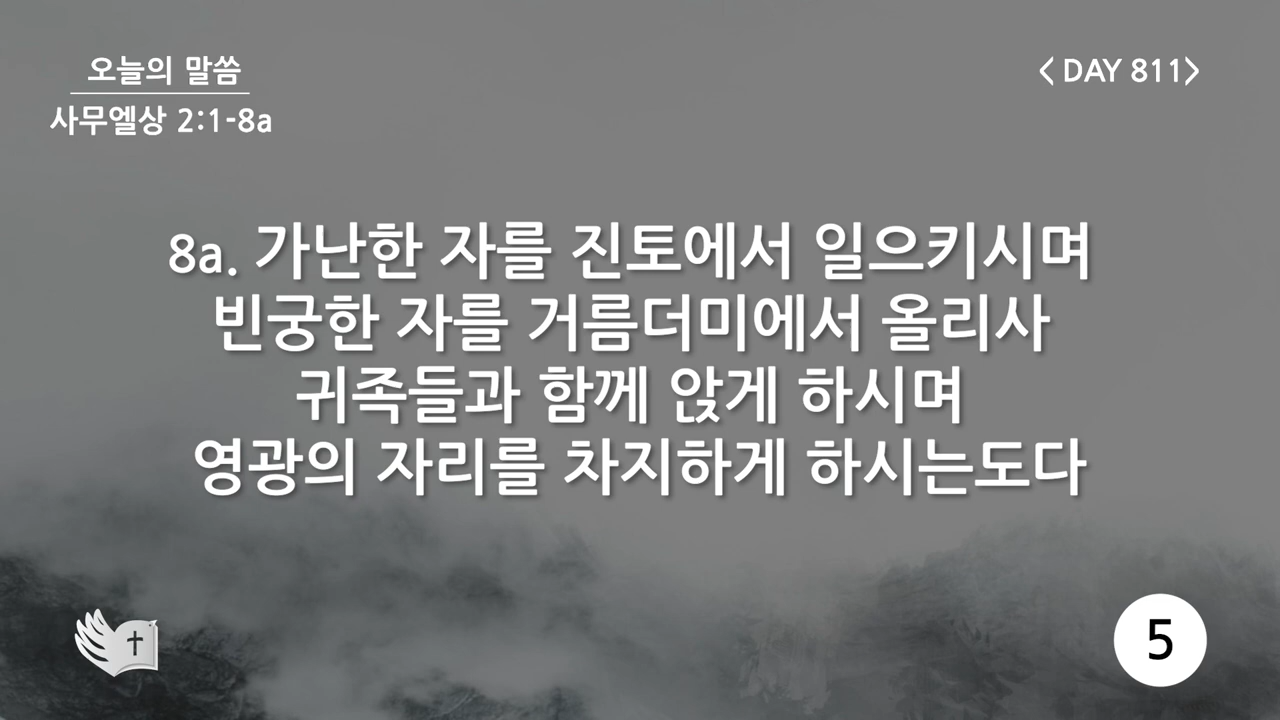 오늘의 말씀
사무엘상 2:1-8a
< DAY 811>
8a. 가난한 자를 진토에서 일으키시며
빈궁한 자를 거름더미에서 올리사
귀족들과 함께 앉게 하시며
영광의 자리를 차지하게 하시는도다
5